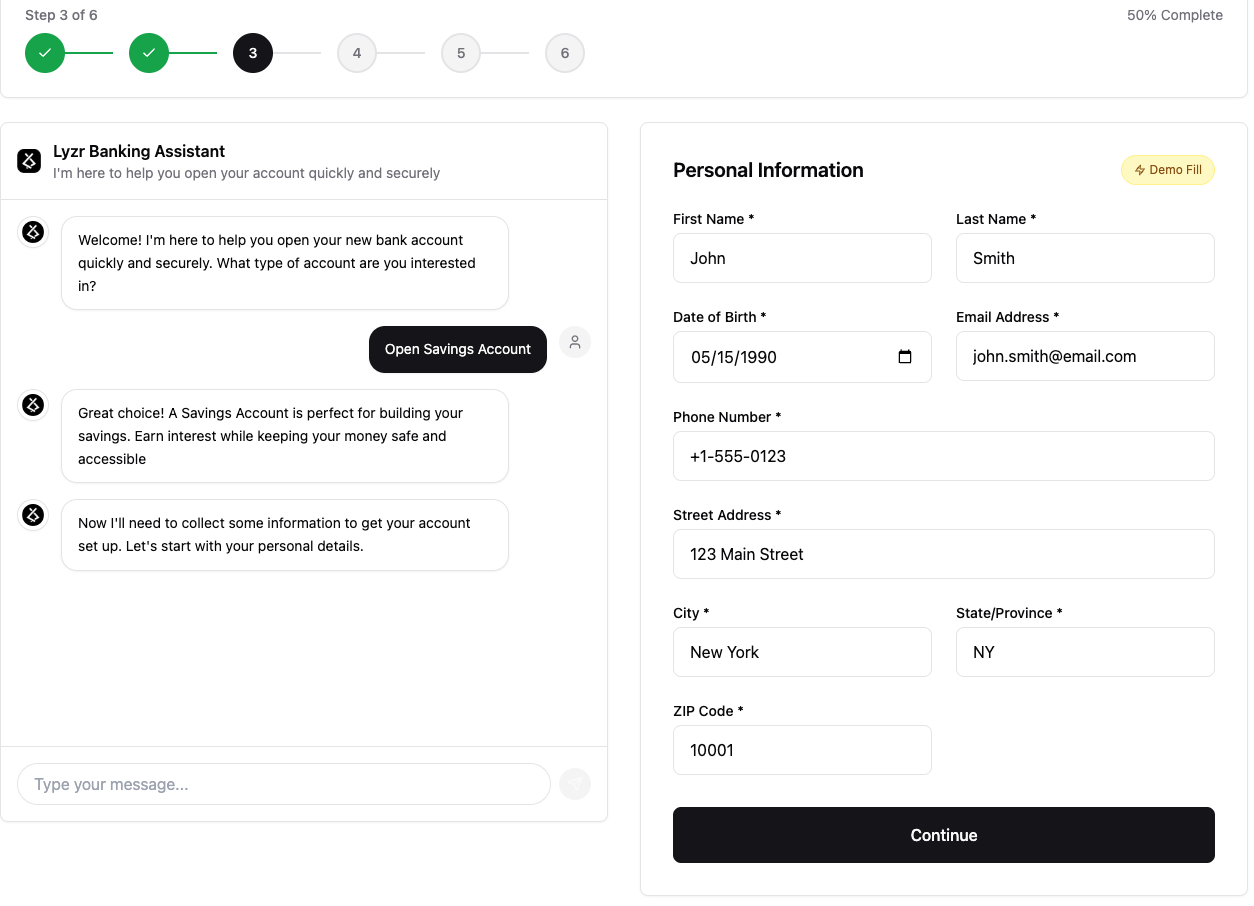 Step 3 of 6
50% Complete
3
4
5
6
Lyzr Banking Assistant
I'm here to help you open your account quickly and securely
Welcome! I'm here to help you open your new bank account
quickly and securely. What type of account are you interested
in?
Open Savings Account
Great choice! A Savings Account is perfect for building your
savings. Earn interest while keeping your money safe and
accessible
Now I'll need to collect some information to get your account
set up. Let's start with your personal details.
Type your message...
Personal Information
Demo Fill
First Name *
Last Name *
John
Smith
Date of Birth *
Email Address *
05/15/1990
john.smith@email.com
Phone Number *
+1-555-0123
Street Address *
123 Main Street
City *
State/Province *
New York
NY
ZIP Code *
10001
Continue